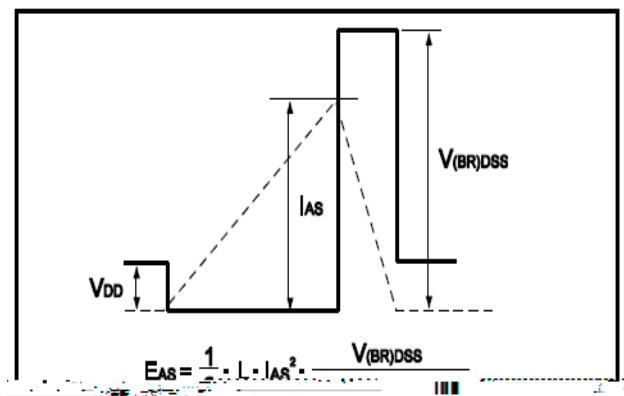 V(BR)DSS
IAS
VDD
EAS = 1 · L · IAS² · V(BR)DSS